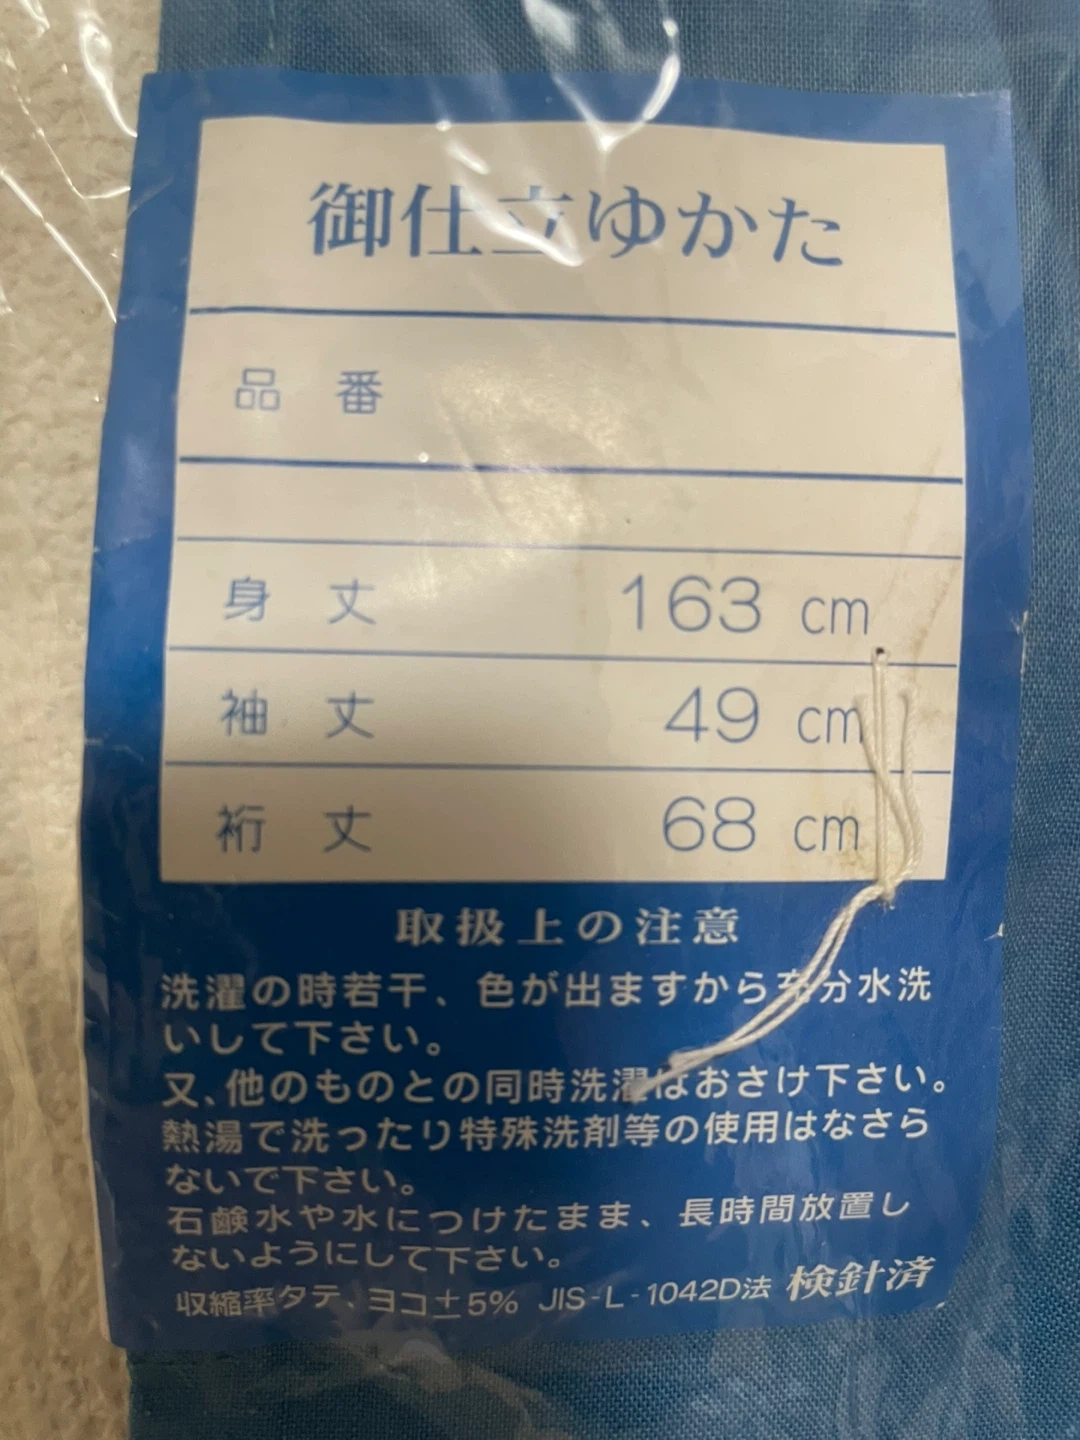 御仕立ゆかた
品番
身丈 163 cm
袖丈 49 cm
裄丈 68 cm
取扱上の注意
洗濯の時若干、色が出ますから充分水洗
いして下さい。
又、他のものとの同時洗濯はおさけ下さい。
熱湯で洗ったり特殊洗剤等の使用はなさら
ないで下さい。
石鹸水や水につけたまま、長時間放置し
ないようにして下さい。
収縮率タテ、ヨコ±5% JIS-L-1042D法 検針済